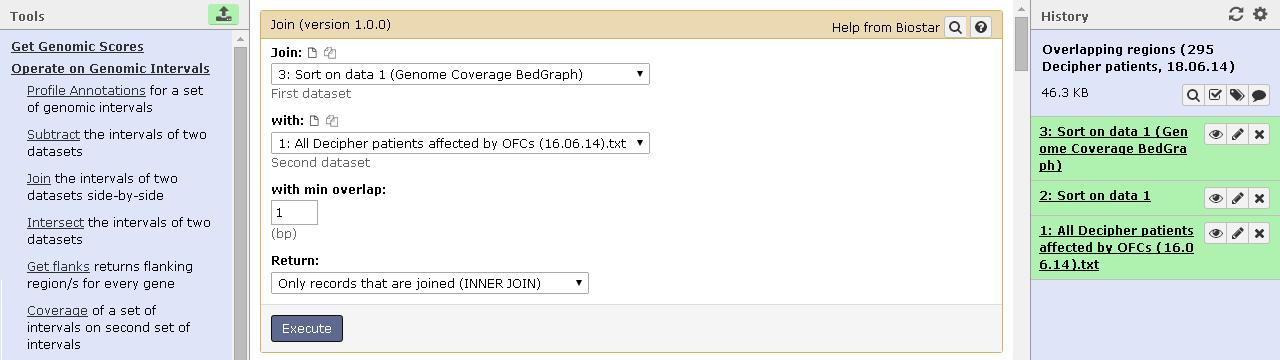 Tools
Get Genomic Scores
Operate on Genomic Intervals
Profile Annotations for a set
of genomic intervals
Subtract the intervals of two
datasets
Join the intervals of two
datasets side-by-side
Intersect the intervals of two
datasets
Get flanks returns flanking
region/s for every gene
Coverage of a set of
intervals on second set of
intervals
Join (version 1.0.0)
Help from Biostar
Join:
3: Sort on data 1 (Genome Coverage BedGraph)
First dataset
with:
1: All Decipher patients affected by OFCs (16.06.14).txt
Second dataset
with min overlap:
1
(bp)
Return:
Only records that are joined (INNER JOIN)
Execute
History
Overlapping regions (295
Decipher patients, 18.06.14)
46.3 KB
3: Sort on data 1 (Gen
ome Coverage BedGra
ph)
2: Sort on data 1
1: All Decipher patients
affected by OFCs (16.0
6.14).txt